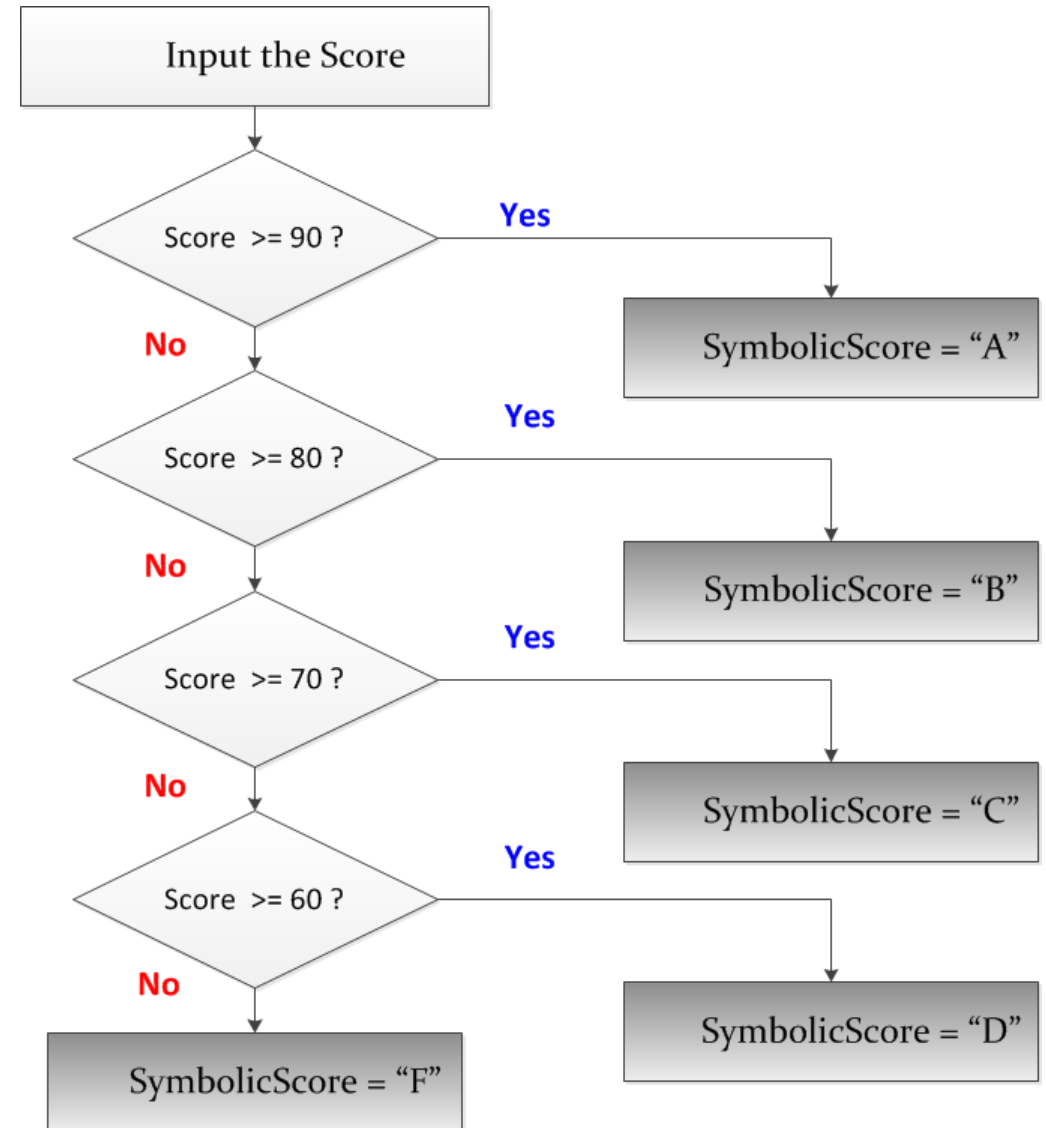 Input the Score
Score >= 90 ?
Yes
SymbolicScore = “A”
No
Score >= 80 ?
Yes
SymbolicScore = “B”
No
Score >= 70 ?
Yes
SymbolicScore = “C”
No
Score >= 60 ?
Yes
SymbolicScore = “D”
No
SymbolicScore = “F”